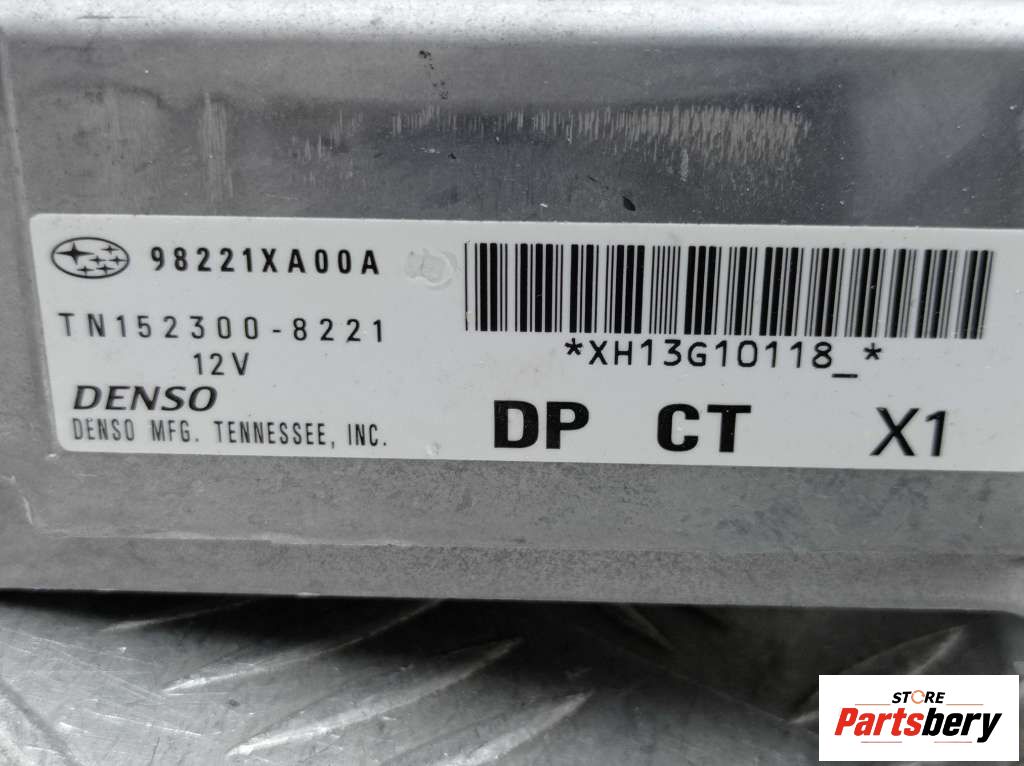 98221XA00A
TN152300-8221
12V
DENSO
DENSO MFG. TENNESSEE, INC.
*XH13G10118_*
DP CT X1
STORE
Partsbery